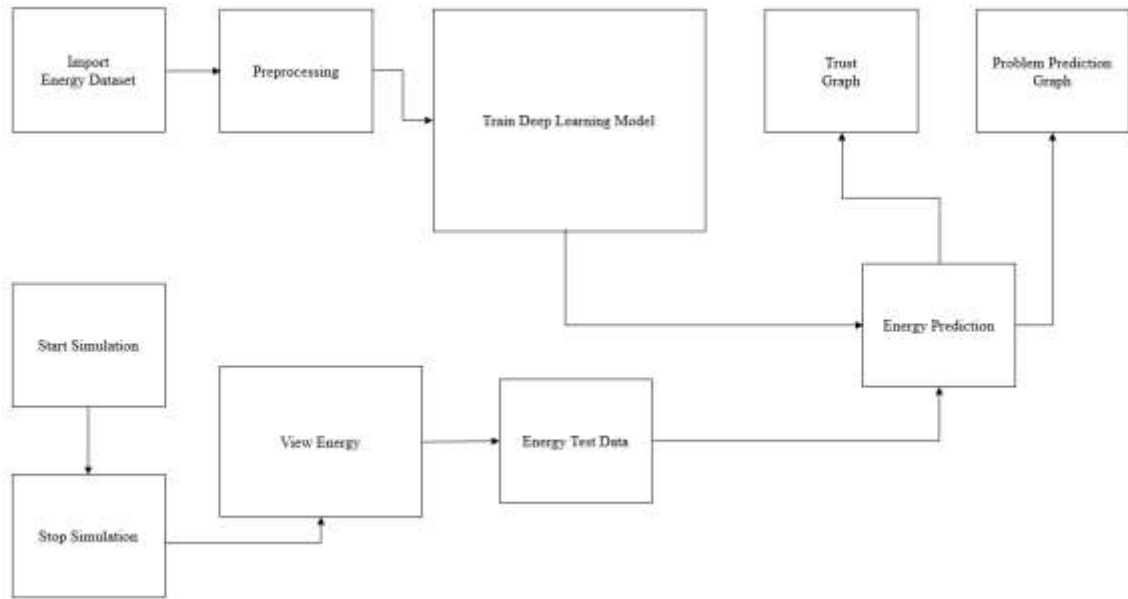 Import
Energy Dataset
Preprocessing
Train Deep Learning Model
Trust
Graph
Problem Prediction
Graph
Start Simulation
Energy Prediction
View Energy
Energy Test Data
Stop Simulation